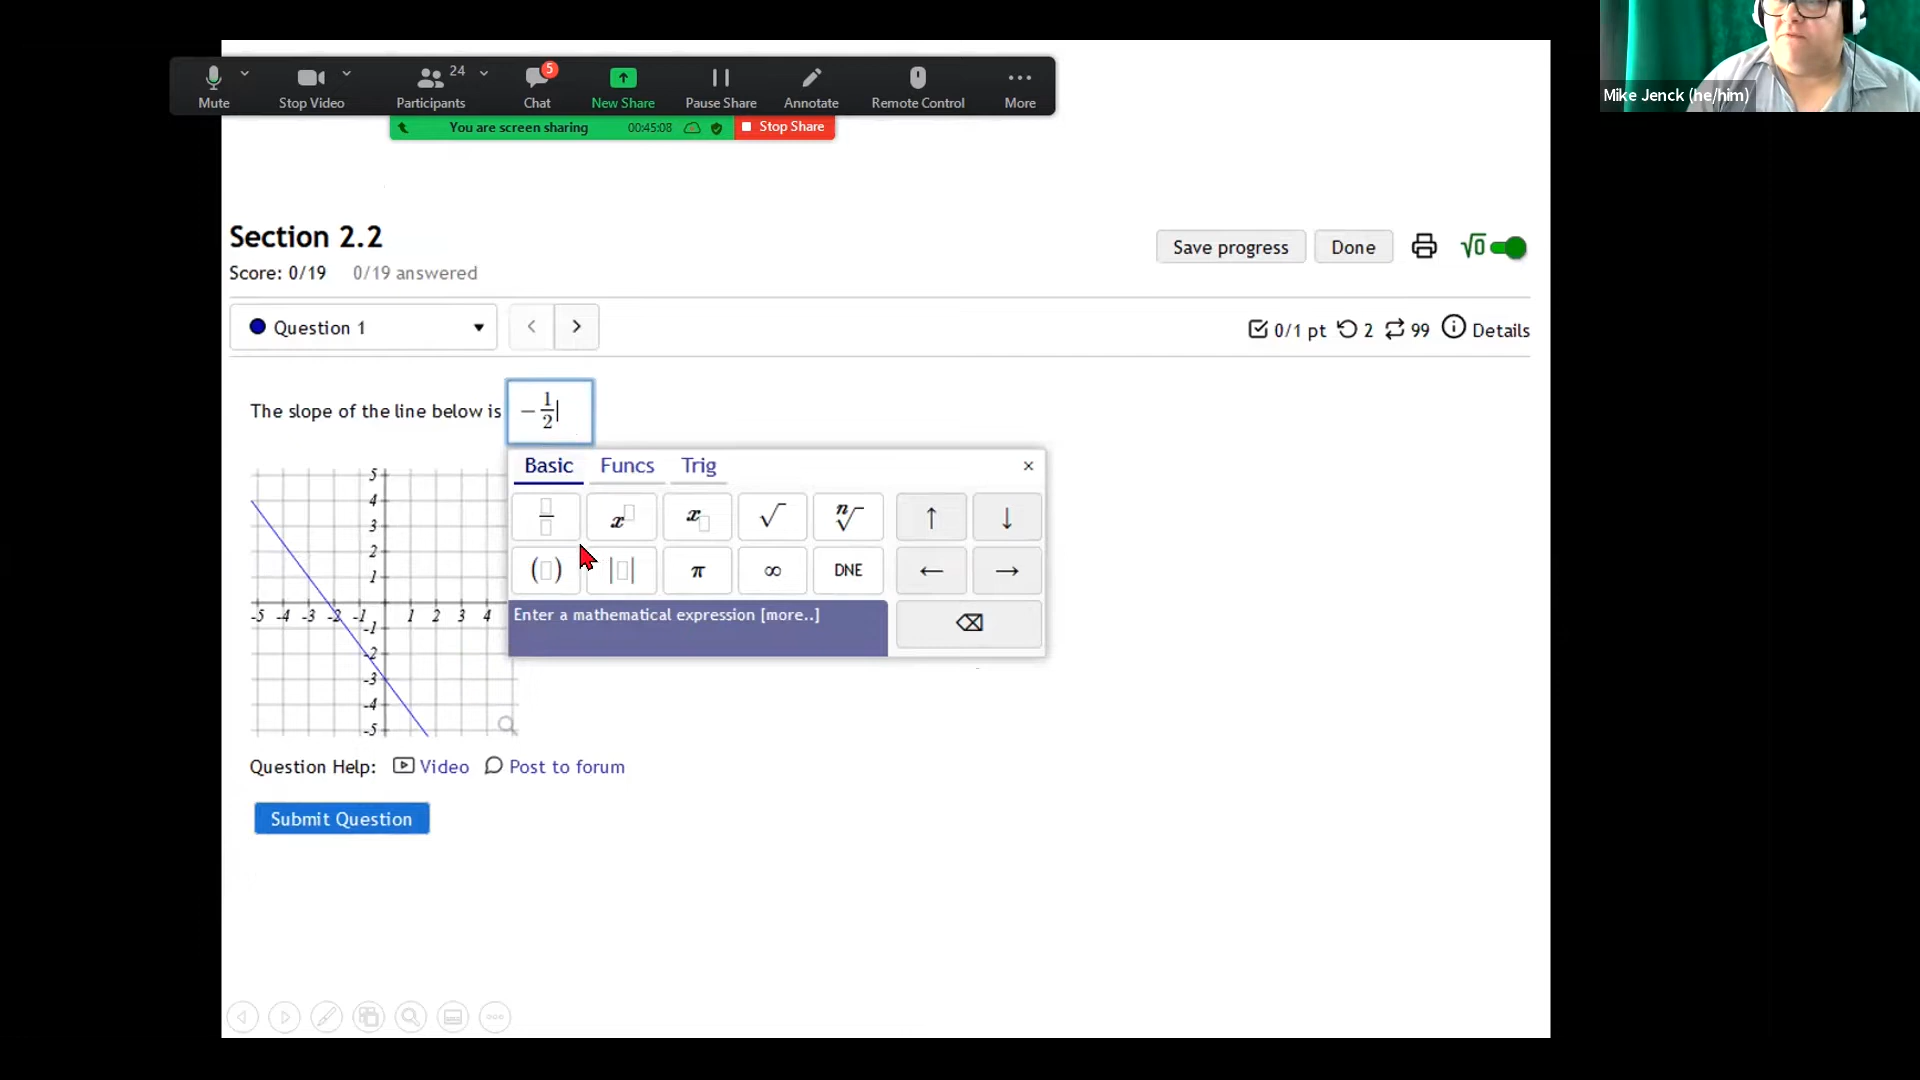 Mute
Stop Video
24
Participants
5
Chat
New Share
Pause Share
Annotate
Remote Control
More
You are screen sharing 00:45:08 Stop Share
Mike Jenck (he/him)
Section 2.2
Score: 0/19 0/19 answered
Save progress
Done
√0
Question 1
< >
0/1 pt 2 99 Details
The slope of the line below is -1/2
Basic Funcs Trig ×
x x √ n√ ↑ ↓
(▯) |▯| π ∞ DNE ← →
Enter a mathematical expression [more..]
5
4
3
2
1
-5 -4 -3 -2 -1 1 2 3 4
-1
-2
-3
-4
-5
Question Help: Video Post to forum
Submit Question